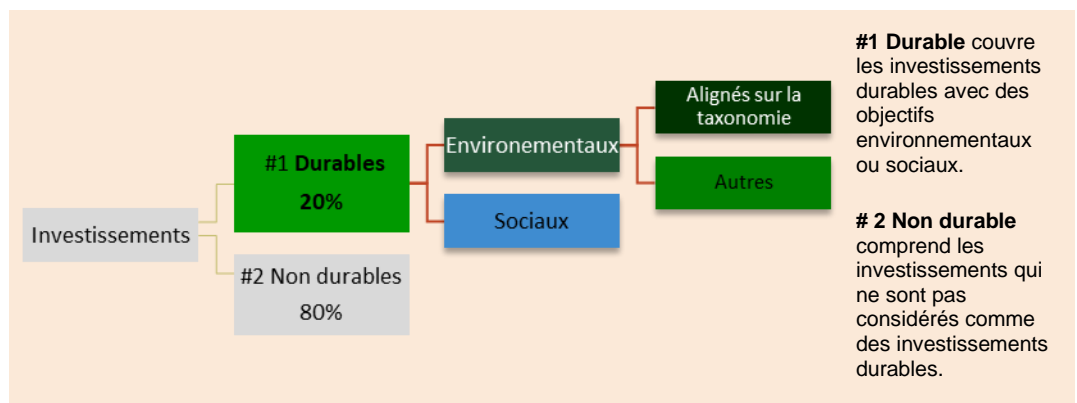 Investissements
#1 Durables
20%
#2 Non durables
80%
Environementaux
Sociaux
Alignés sur la
taxonomie
Autres
#1 Durable couvre
les investissements
durables avec des
objectifs
environnementaux
ou sociaux.
# 2 Non durable
comprend les
investissements qui
ne sont pas
considérés comme
des investissements
durables.